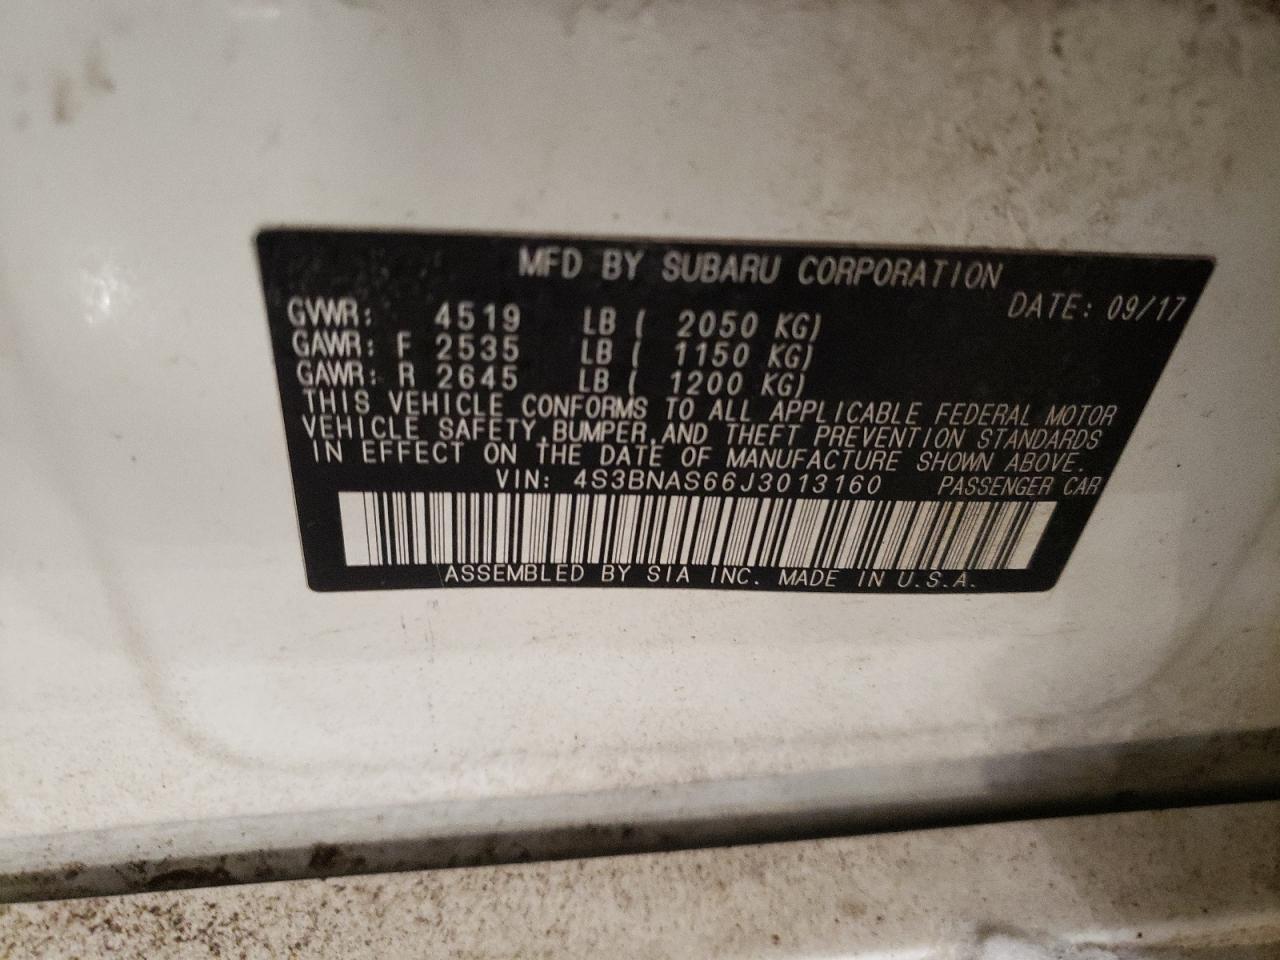 MFD BY SUBARU CORPORATION
DATE: 09/17
GVWR: 4519 LB ( 2050 KG)
GAWR: F 2535 LB ( 1150 KG)
GAWR: R 2645 LB ( 1200 KG)
THIS VEHICLE CONFORMS TO ALL APPLICABLE FEDERAL MOTOR
VEHICLE SAFETY, BUMPER, AND THEFT PREVENTION STANDARDS
IN EFFECT ON THE DATE OF MANUFACTURE SHOWN ABOVE.
VIN: 4S3BNAS66J3013160 PASSENGER CAR
ASSEMBLED BY SIA INC. MADE IN U.S.A.